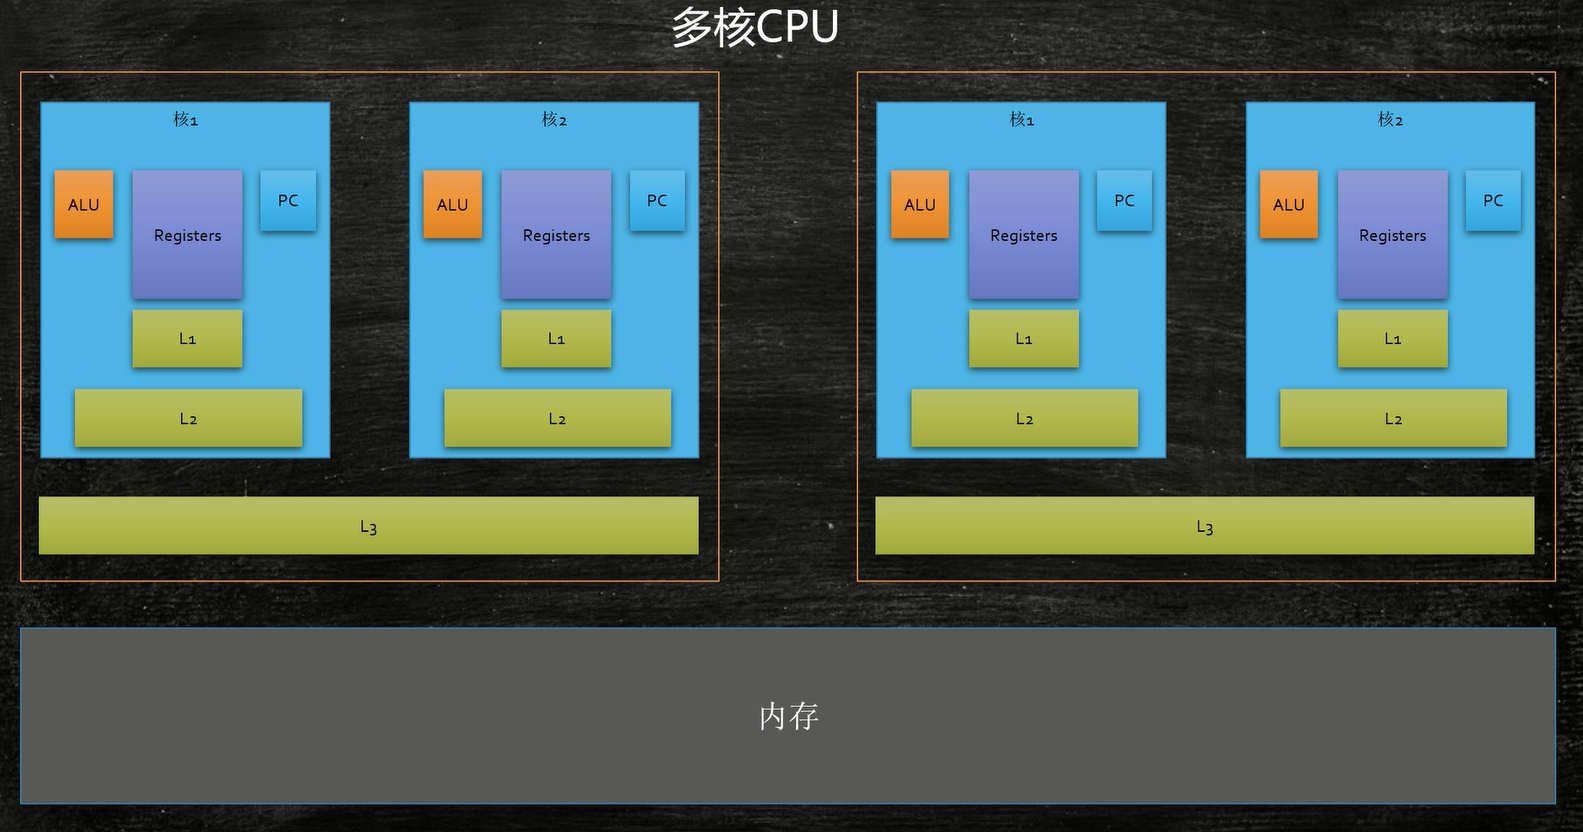 多核CPU
核1
核2
核1
核2
ALU
Registers
PC
ALU
Registers
PC
ALU
Registers
PC
ALU
Registers
PC
L1
L1
L1
L1
L2
L2
L2
L2
L3
L3
内存